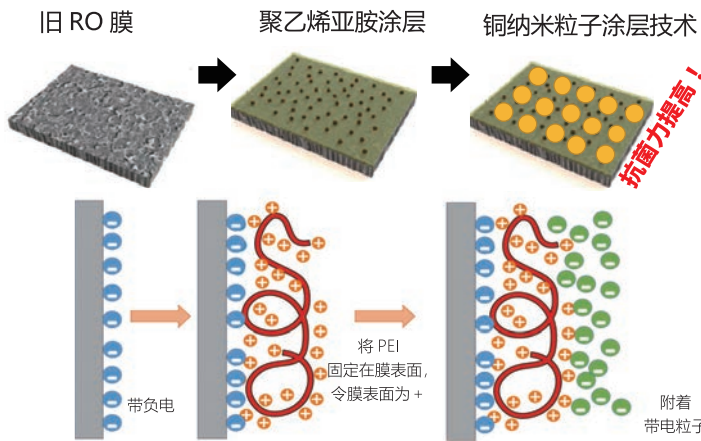 旧 RO 膜
聚乙烯亚胺涂层
铜纳米粒子涂层技术
抗菌力提高！
带负电
将 PEI
固定在膜表面，
令膜表面为 +
附着
带电粒子